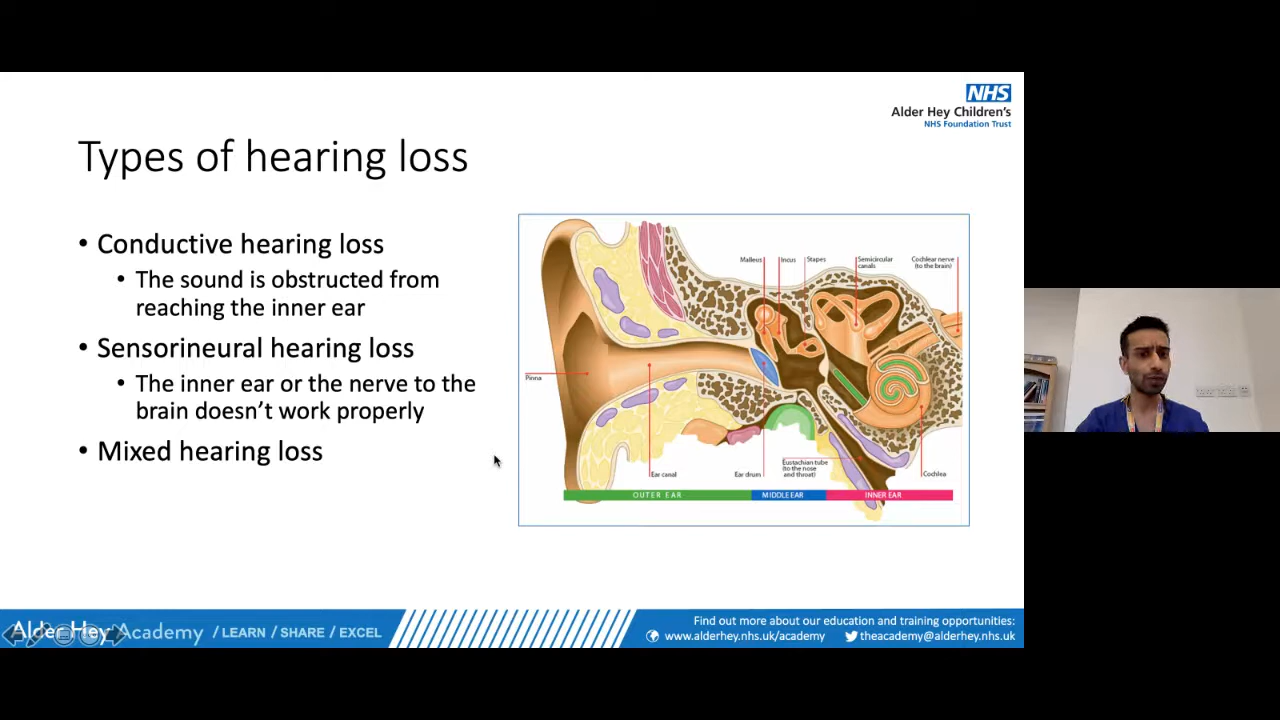 NHS
Alder Hey Children's
NHS Foundation Trust
Types of hearing loss
• Conductive hearing loss
• The sound is obstructed from
reaching the inner ear
• Sensorineural hearing loss
• The inner ear or the nerve to the
brain doesn't work properly
• Mixed hearing loss
Malleus
Incus
Stapes
Semicircular
canals
Cochlear nerve
(to the brain)
Pinna
Ear canal
Ear drum
Eustachian tube
(to the nose
and throat)
Cochlea
OUTER EAR
MIDDLE EAR
INNER EAR
Alder Hey Academy / LEARN / SHARE / EXCEL
Find out more about our education and training opportunities:
www.alderhey.nhs.uk/academy theacademy@alderhey.nhs.uk